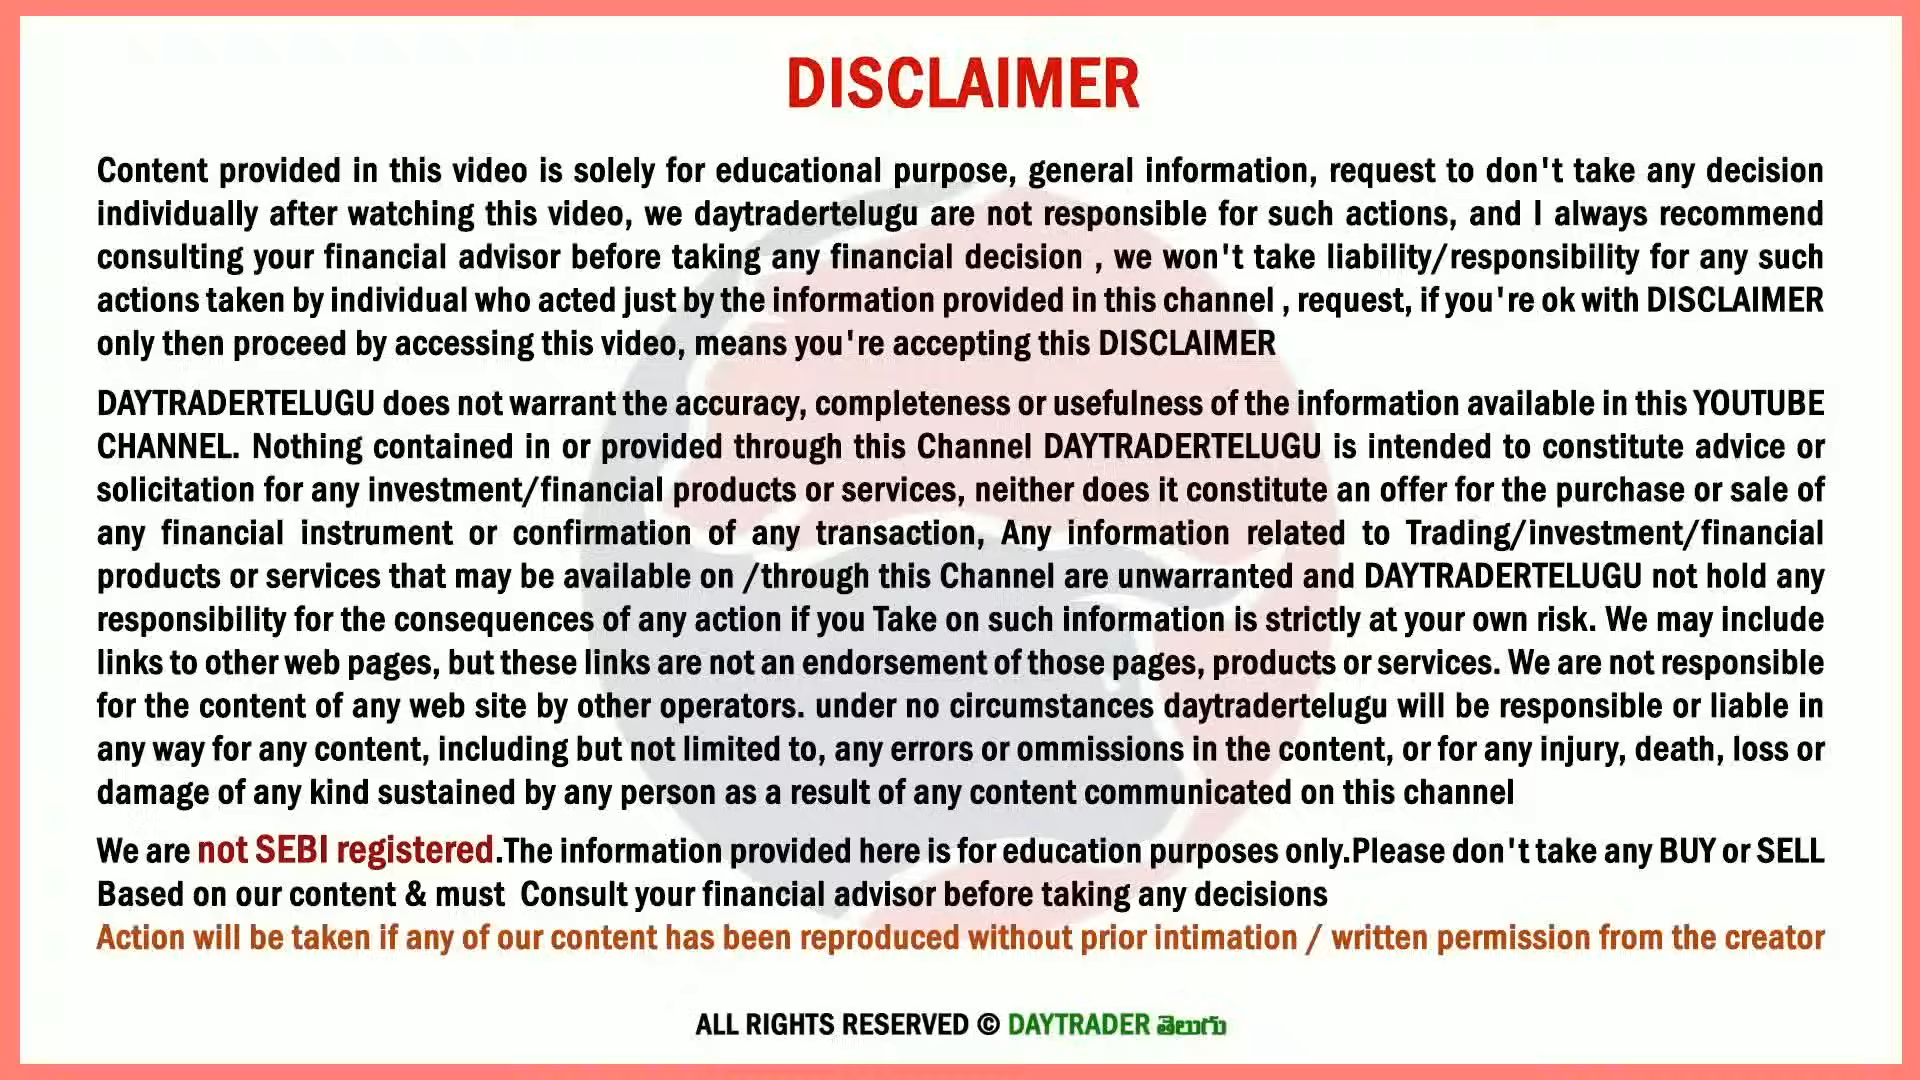 DISCLAIMER
Content provided in this video is solely for educational purpose, general information, request to don't take any decision
individually after watching this video, we daytradertelugu are not responsible for such actions, and I always recommend
consulting your financial advisor before taking any financial decision , we won't take liability/responsibility for any such
actions taken by individual who acted just by the information provided in this channel , request, if you're ok with DISCLAIMER
only then proceed by accessing this video, means you're accepting this DISCLAIMER
DAYTRADERTELUGU does not warrant the accuracy, completeness or usefulness of the information available in this YOUTUBE
CHANNEL. Nothing contained in or provided through this Channel DAYTRADERTELUGU is intended to constitute advice or
solicitation for any investment/financial products or services, neither does it constitute an offer for the purchase or sale of
any financial instrument or confirmation of any transaction, Any information related to Trading/investment/financial
products or services that may be available on /through this Channel are unwarranted and DAYTRADERTELUGU not hold any
responsibility for the consequences of any action if you Take on such information is strictly at your own risk. We may include
links to other web pages, but these links are not an endorsement of those pages, products or services. We are not responsible
for the content of any web site by other operators. under no circumstances daytradertelugu will be responsible or liable in
any way for any content, including but not limited to, any errors or ommissions in the content, or for any injury, death, loss or
damage of any kind sustained by any person as a result of any content communicated on this channel
We are not SEBI registered.The information provided here is for education purposes only.Please don't take any BUY or SELL
Based on our content & must  Consult your financial advisor before taking any decisions
Action will be taken if any of our content has been reproduced without prior intimation / written permission from the creator
ALL RIGHTS RESERVED © DAYTRADER తెలుగు